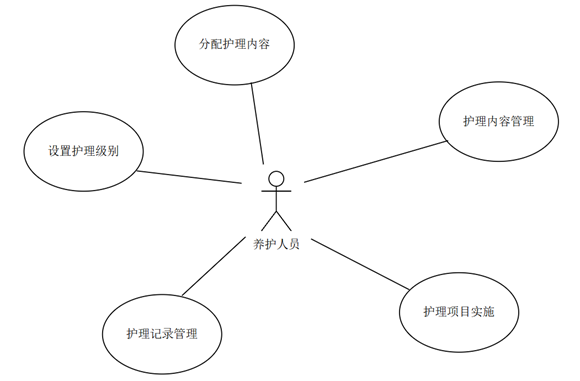 分配护理内容
护理内容管理
设置护理级别
养护人员
护理项目实施
护理记录管理